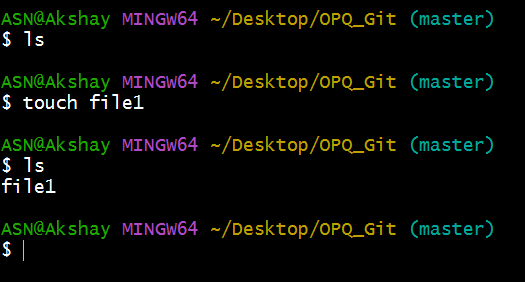 ASN@Akshay MINGW64 ~/Desktop/OPQ_Git (master)
$ ls
ASN@Akshay MINGW64 ~/Desktop/OPQ_Git (master)
$ touch file1
ASN@Akshay MINGW64 ~/Desktop/OPQ_Git (master)
$ ls
file1
ASN@Akshay MINGW64 ~/Desktop/OPQ_Git (master)
$